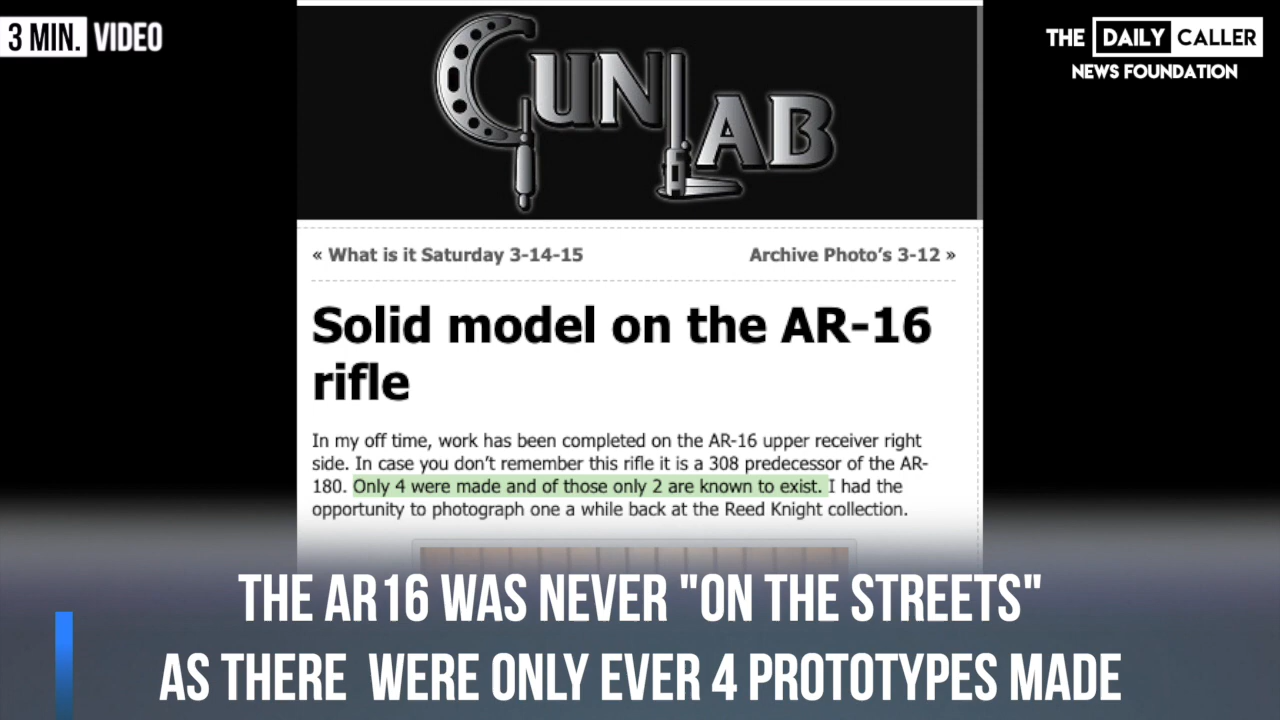 3 MIN. VIDEO
THE DAILY CALLER
NEWS FOUNDATION
GUNLAB
« What is it Saturday 3-14-15
Archive Photo’s 3-12 »
Solid model on the AR-16
rifle
In my off time, work has been completed on the AR-16 upper receiver right
side. In case you don’t remember this rifle it is a 308 predecessor of the AR-
180. Only 4 were made and of those only 2 are known to exist. I had the
opportunity to photograph one a while back at the Reed Knight collection.
THE AR16 WAS NEVER "ON THE STREETS"
AS THERE WERE ONLY EVER 4 PROTOTYPES MADE